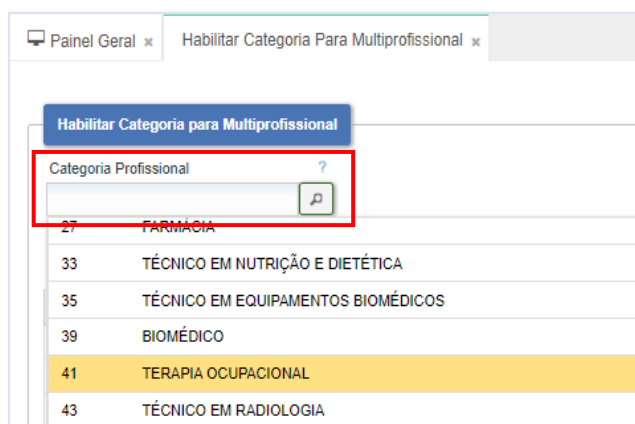 Painel Geral × Habilitar Categoria Para Multiprofissional ×
Habilitar Categoria para Multiprofissional
Categoria Profissional ?
27 FARMÁCIA
33 TÉCNICO EM NUTRIÇÃO E DIETÉTICA
35 TÉCNICO EM EQUIPAMENTOS BIOMÉDICOS
39 BIOMÉDICO
41 TERAPIA OCUPACIONAL
43 TÉCNICO EM RADIOLOGIA